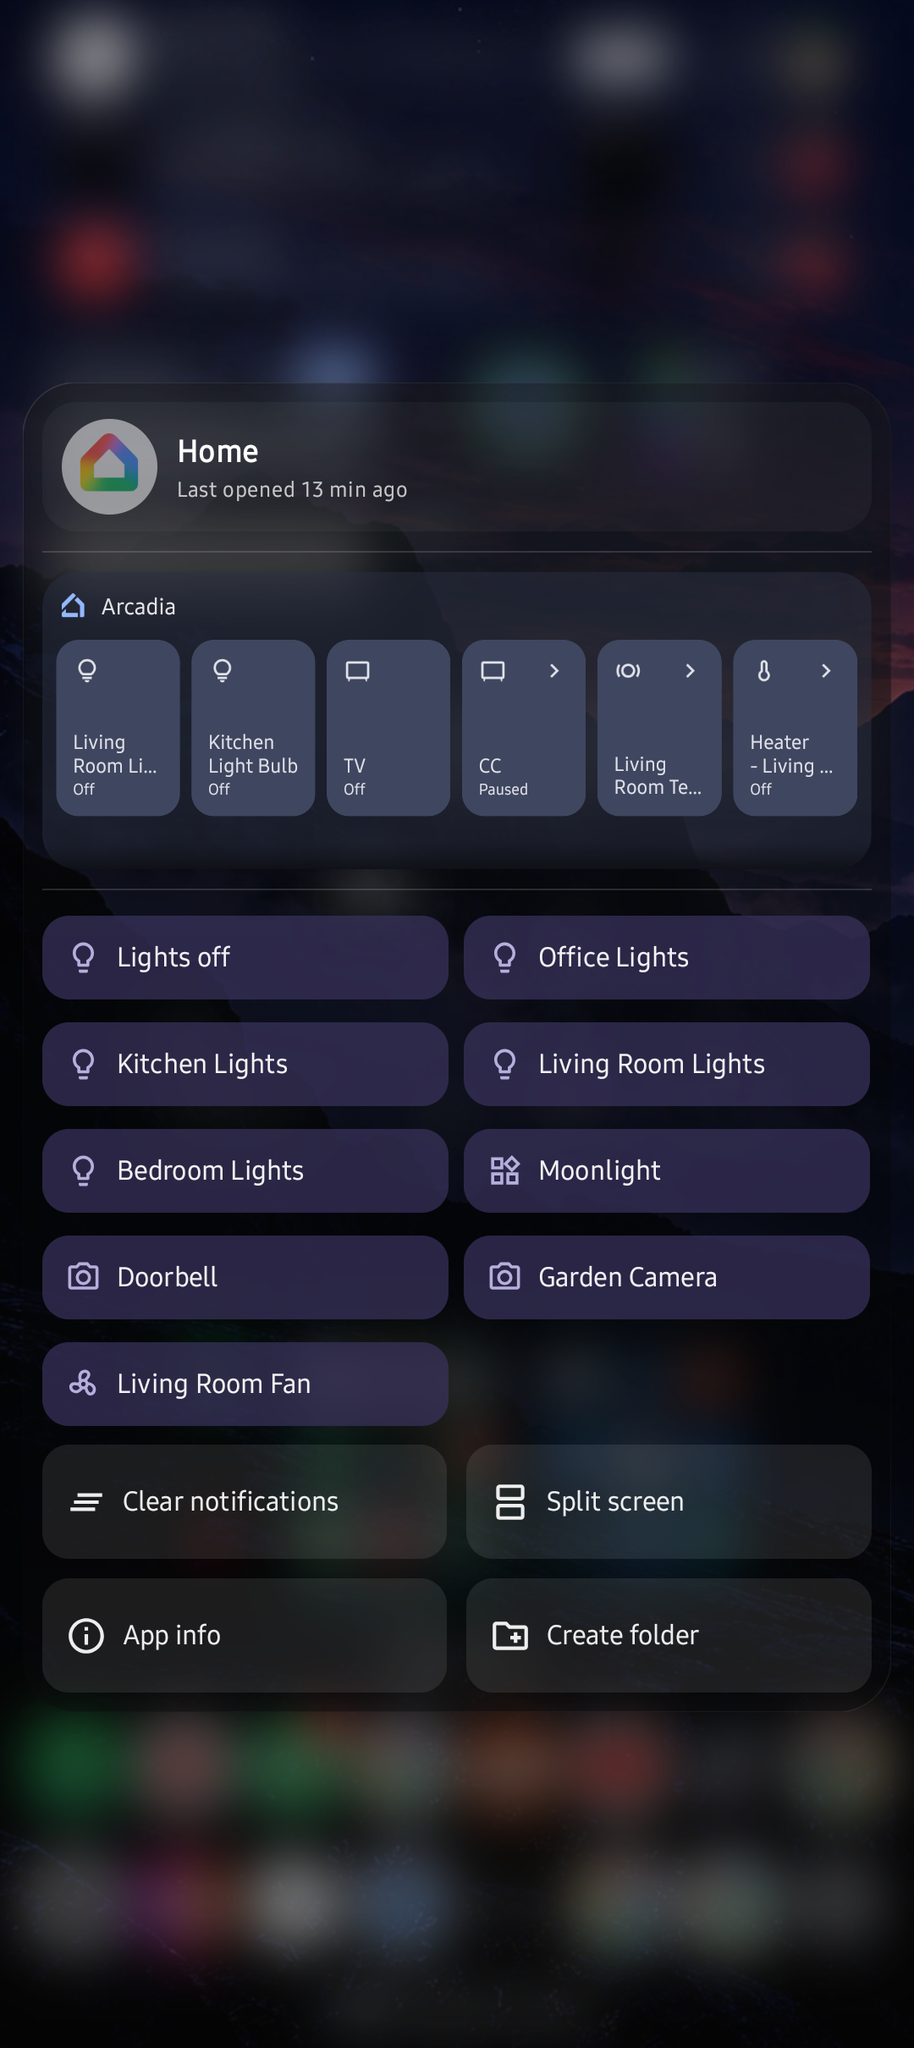 Home
Last opened 13 min ago
Arcadia
Living
Room Li...
Off
Kitchen
Light Bulb
Off
TV
Off
CC
Paused
Living
Room Te...
Heater
- Living ...
Off
Lights off
Office Lights
Kitchen Lights
Living Room Lights
Bedroom Lights
Moonlight
Doorbell
Garden Camera
Living Room Fan
Clear notifications
Split screen
App info
Create folder